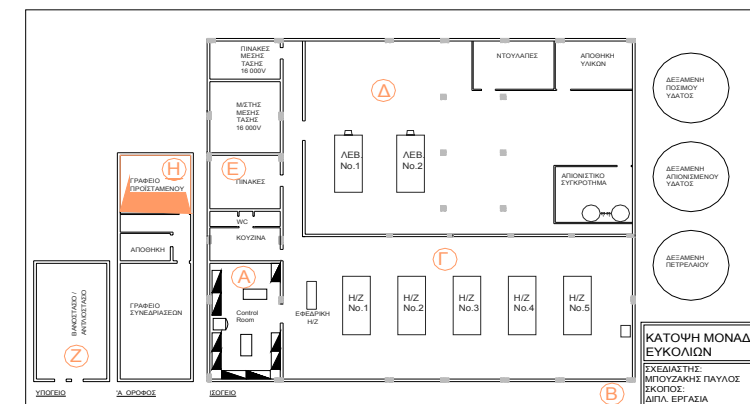 ΠΙΝΑΚΕΣ
ΜΕΣΗΣ
ΤΑΣΗΣ
16 000V
ΝΤΟΥΛΑΠΕΣ
ΑΠΟΘΗΚΗ
ΥΛΙΚΩΝ
ΔΕΞΑΜΕΝΗ
ΠΟΣΙΜΟΥ
ΥΔΑΤΟΣ
Δ
Μ/ΣΤΗΣ
ΜΕΣΗΣ
ΤΑΣΗΣ
16 000V
ΛΕΒ.
No.1
ΛΕΒ.
No.2
Η
ΓΡΑΦΕΙΟ
ΠΡΟΪΣΤΑΜΕΝΟΥ
Ε
ΠΙΝΑΚΕΣ
ΑΠΙΟΝΙΣΤΙΚΟ
ΣΥΓΚΡΟΤΗΜΑ
ΔΕΞΑΜΕΝΗ
ΑΠΙΟΝΙΣΜΕΝΟΥ
ΥΔΑΤΟΣ
WC
ΚΟΥΖΙΝΑ
ΑΠΟΘΗΚΗ
Γ
ΔΕΞΑΜΕΝΗ
ΠΕΤΡΕΛΑΙΟΥ
Α
ΒΑΝΟΣΤΑΣΙΟ /
ΑΝΤΛΙΟΣΤΑΣΙΟ
Ζ
ΓΡΑΦΕΙΟ
ΣΥΝΕΔΡΙΑΣΕΩΝ
Control
Room
ΕΦΕΔΡΙΚΗ
Η/Ζ
Η/Ζ
No.1
Η/Ζ
No.2
Η/Ζ
No.3
Η/Ζ
No.4
Η/Ζ
No.5
Β
ΥΠΟΓΕΙΟ
'Α ΟΡΟΦΟΣ
ΙΣΟΓΕΙΟ
ΚΑΤΟΨΗ ΜΟΝΑΔ
ΕΥΚΟΛΙΩΝ
ΣΧΕΔΙΑΣΤΗΣ:
ΜΠΟΥΖΑΚΗΣ ΠΑΥΛΟΣ
ΣΚΟΠΟΣ:
ΔΙΠΛ. ΕΡΓΑΣΙΑ